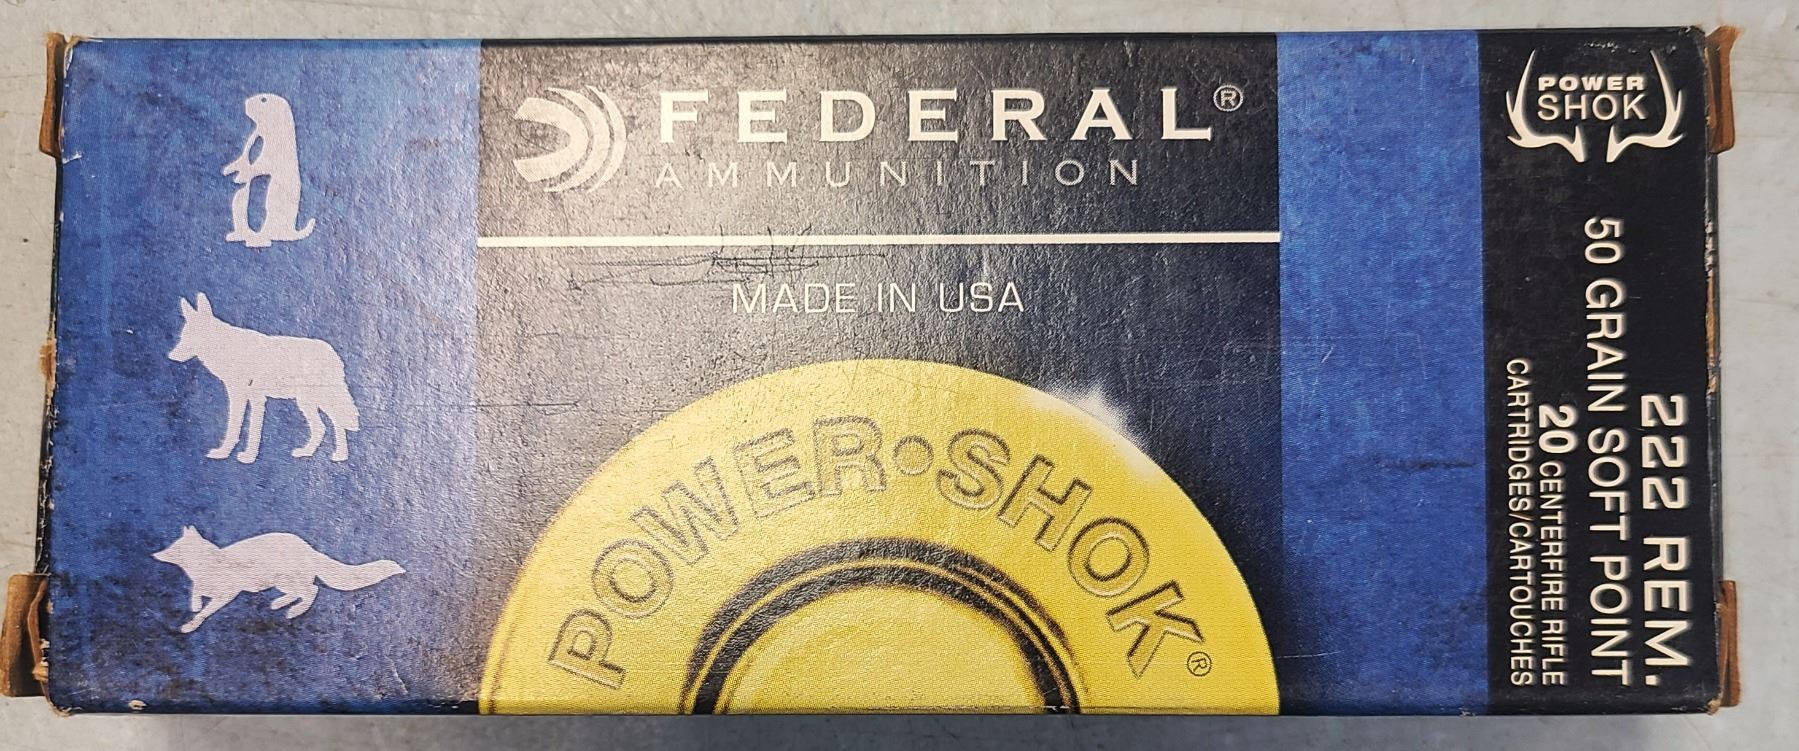 FEDERAL®
AMMUNITION
MADE IN USA
POWER•SHOK®
POWER
SHOK
222 REM.
50 GRAIN SOFT POINT
20 CENTERFIRE RIFLE
CARTRIDGES/CARTOUCHES